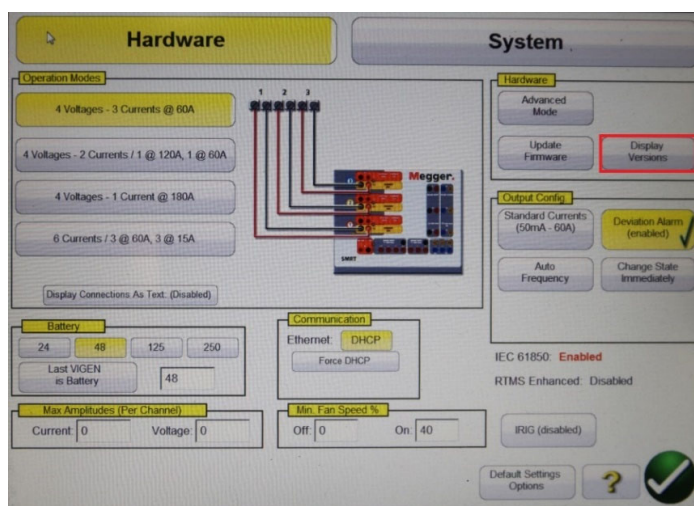 Hardware
System
Operation Modes
4 Voltages - 3 Currents @ 60A
4 Voltages - 2 Currents / 1 @ 120A, 1 @ 60A
4 Voltages - 1 Current @ 180A
6 Currents / 3 @ 60A, 3 @ 15A
Display Connections As Text: (Disabled)
1 2 3
Megger.
SMRT
Hardware
Advanced
Mode
Update
Firmware
Display
Versions
Output Config
Standard Currents
(50mA - 60A)
Deviation Alarm
(enabled)
Auto
Frequency
Change State
Immediately
Battery
24
48
125
250
Last VIGEN
is Battery
48
Communication
Ethernet: DHCP
Force DHCP
IEC 61850: Enabled
RTMS Enhanced: Disabled
Max Amplitudes (Per Channel)
Current: 0
Voltage: 0
Min. Fan Speed %
Off: 0
On: 40
IRIG (disabled)
Default Settings
Options
?